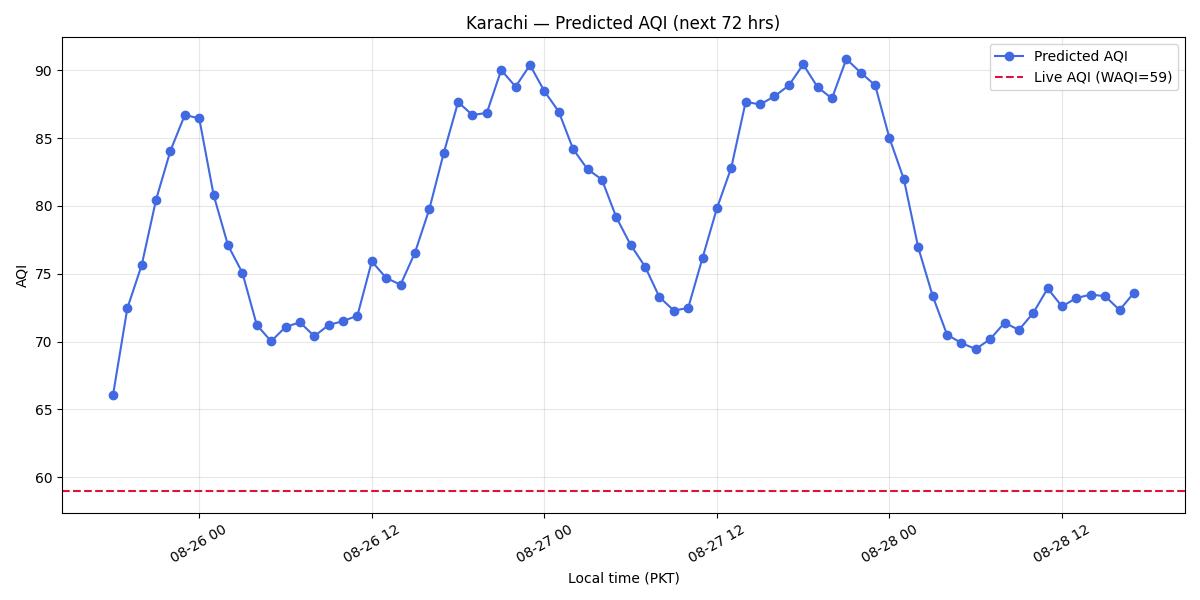 Karachi — Predicted AQI (next 72 hrs)
Predicted AQI
Live AQI (WAQI=59)
AQI
90
85
80
75
70
65
60
08-26 00
08-26 12
08-27 00
08-27 12
08-28 00
08-28 12
Local time (PKT)